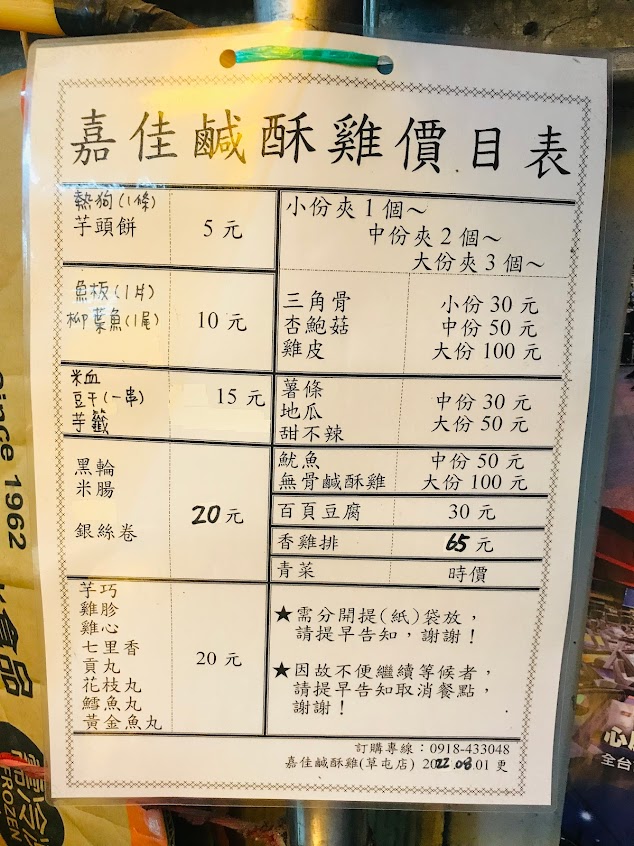 嘉佳鹹酥雞價目表
熱狗(1條)
芋頭餅
5元
魚板(1片)
柳葉魚(1尾)
10元
米血
豆干(一串)
芋籤
15元
黑輪
米腸
銀絲卷
20元
芋巧
雞胗
雞心
七里香
貢丸
花枝丸
鱈魚丸
黃金魚丸
20元
小份夾1個～
中份夾2個～
大份夾3個～
三角骨
杏鮑菇
雞皮
小份30元
中份50元
大份100元
薯條
地瓜
甜不辣
中份30元
大份50元
魷魚
無骨鹹酥雞
中份50元
大份100元
百頁豆腐
30元
香雞排
65元
青菜
時價
★需分開提(紙)袋放，
請提早告知，謝謝！
★因故不便繼續等候者，
請提早告知取消餐點，
謝謝！
訂購專線：0918-433048
嘉佳鹹酥雞(草屯店) 2022.08.01更
Since 1962
食品
FROZEN
全台